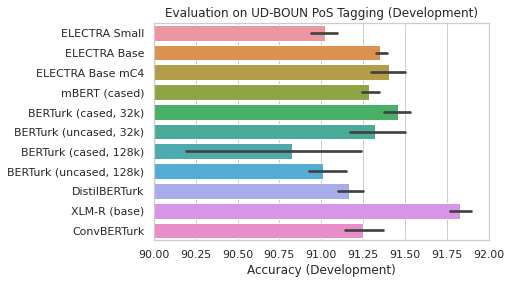 Evaluation on UD-BOUN PoS Tagging (Development)
ELECTRA Small
ELECTRA Base
ELECTRA Base mC4
mBERT (cased)
BERTurk (cased, 32k)
BERTurk (uncased, 32k)
BERTurk (cased, 128k)
BERTurk (uncased, 128k)
DistilBERTurk
XLM-R (base)
ConvBERTurk
90.00 90.25 90.50 90.75 91.00 91.25 91.50 91.75 92.00
Accuracy (Development)